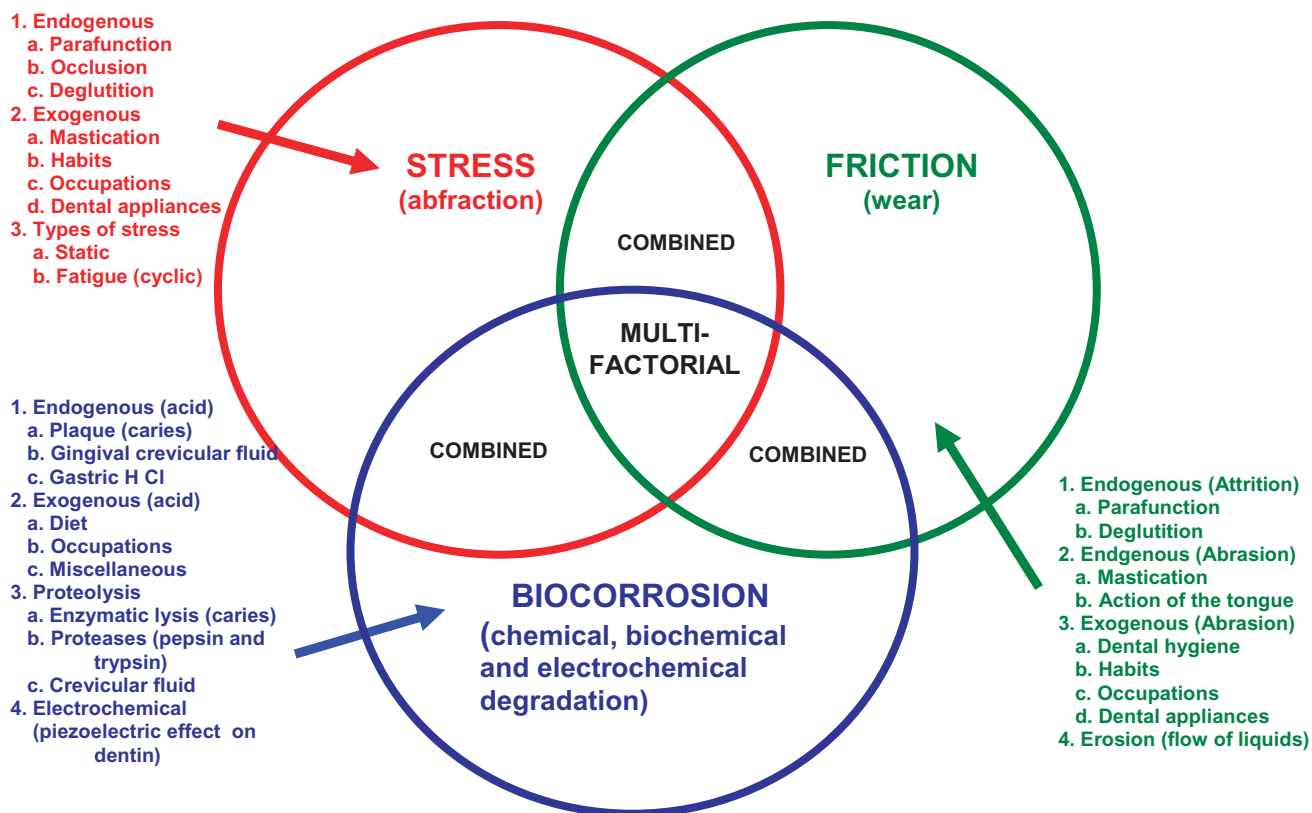 1. Endogenous
a. Parafunction
b. Occlusion
c. Deglutition
2. Exogenous
a. Mastication
b. Habits
c. Occupations
d. Dental appliances
3. Types of stress
a. Static
b. Fatigue (cyclic)
STRESS
(abfraction)
FRICTION
(wear)
COMBINED
MULTI-
FACTORIAL
COMBINED
COMBINED
1. Endogenous (acid)
a. Plaque (caries)
b. Gingival crevicular fluid
c. Gastric H Cl
2. Exogenous (acid)
a. Diet
b. Occupations
c. Miscellaneous
3. Proteolysis
a. Enzymatic lysis (caries)
b. Proteases (pepsin and
trypsin)
c. Crevicular fluid
4. Electrochemical
(piezoelectric effect on
dentin)
BIOCORROSION
(chemical, biochemical
and electrochemical
degradation)
1. Endogenous (Attrition)
a. Parafunction
b. Deglutition
2. Endgenous (Abrasion)
a. Mastication
b. Action of the tongue
3. Exogenous (Abrasion)
a. Dental hygiene
b. Habits
c. Occupations
d. Dental appliances
4. Erosion (flow of liquids)